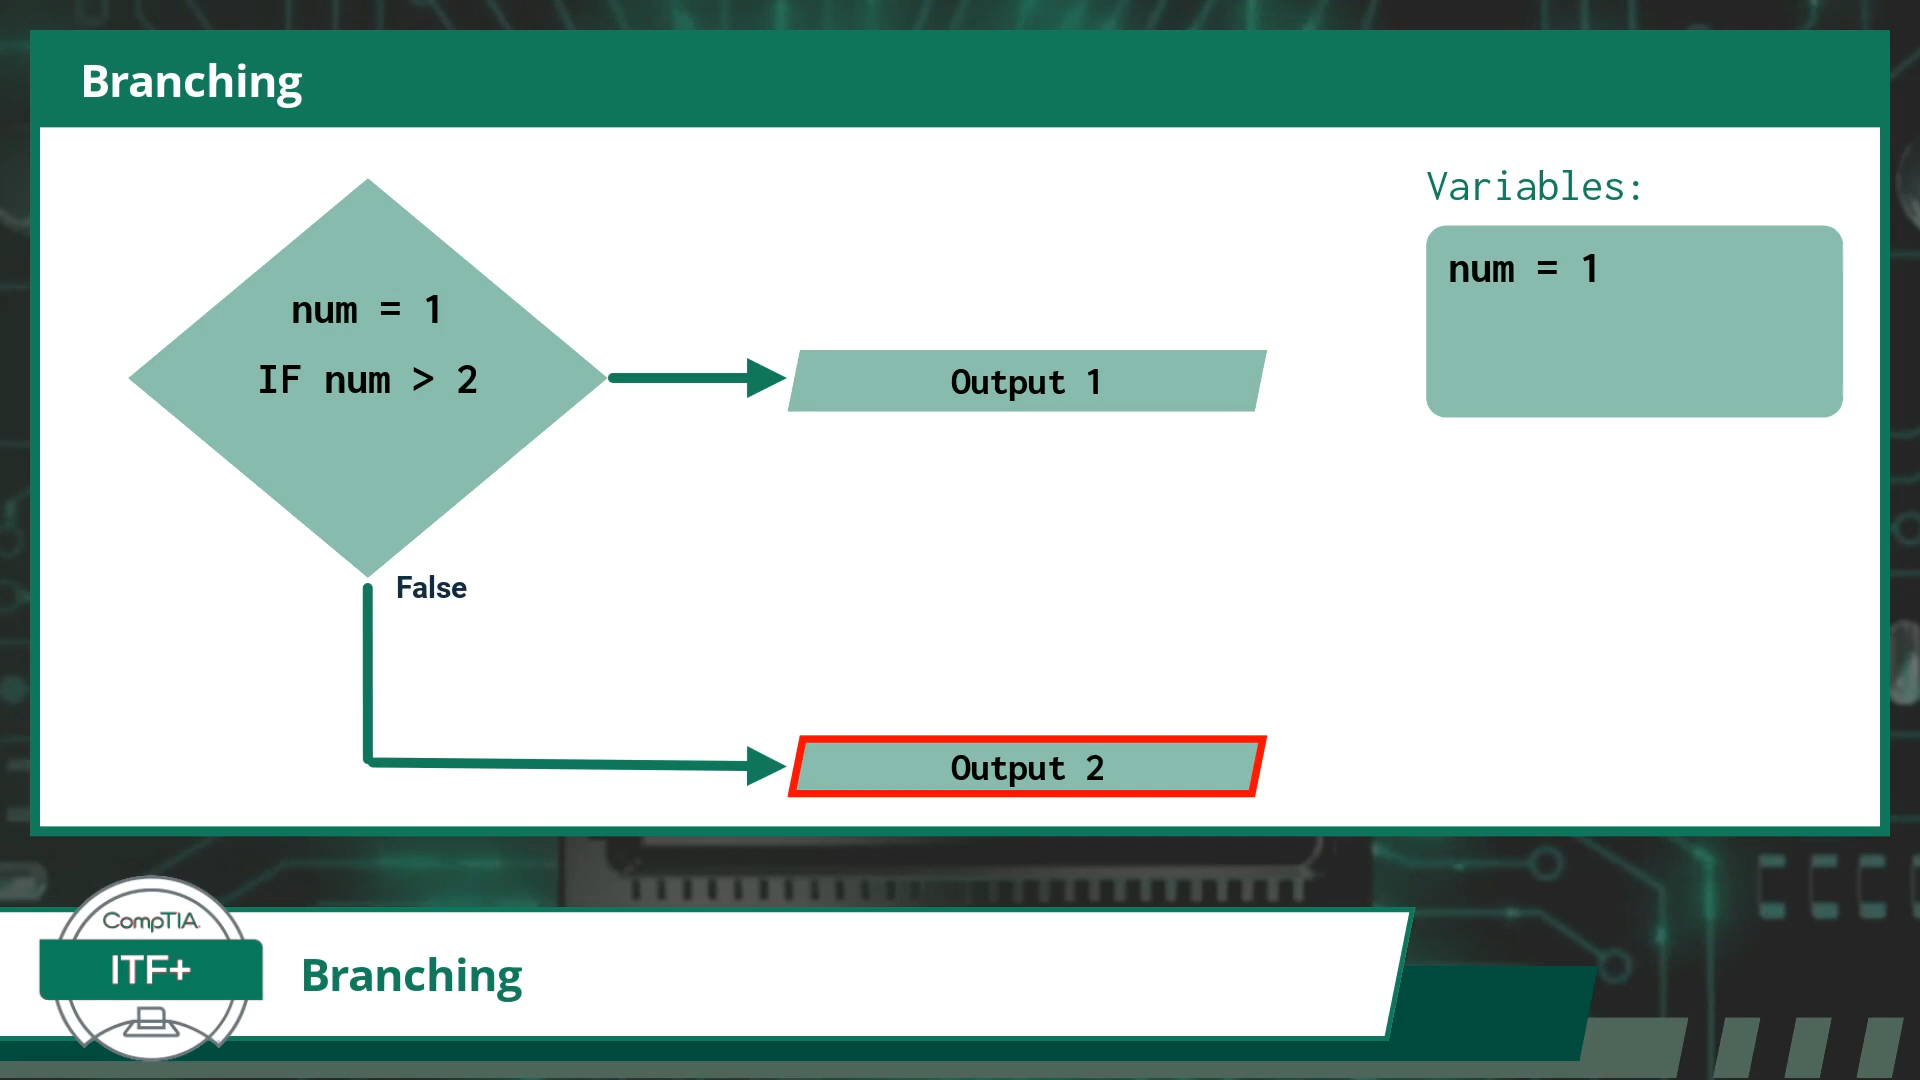 Branching
Variables:
num = 1
num = 1
IF num > 2
Output 1
False
Output 2
CompTIA
ITF+
Branching